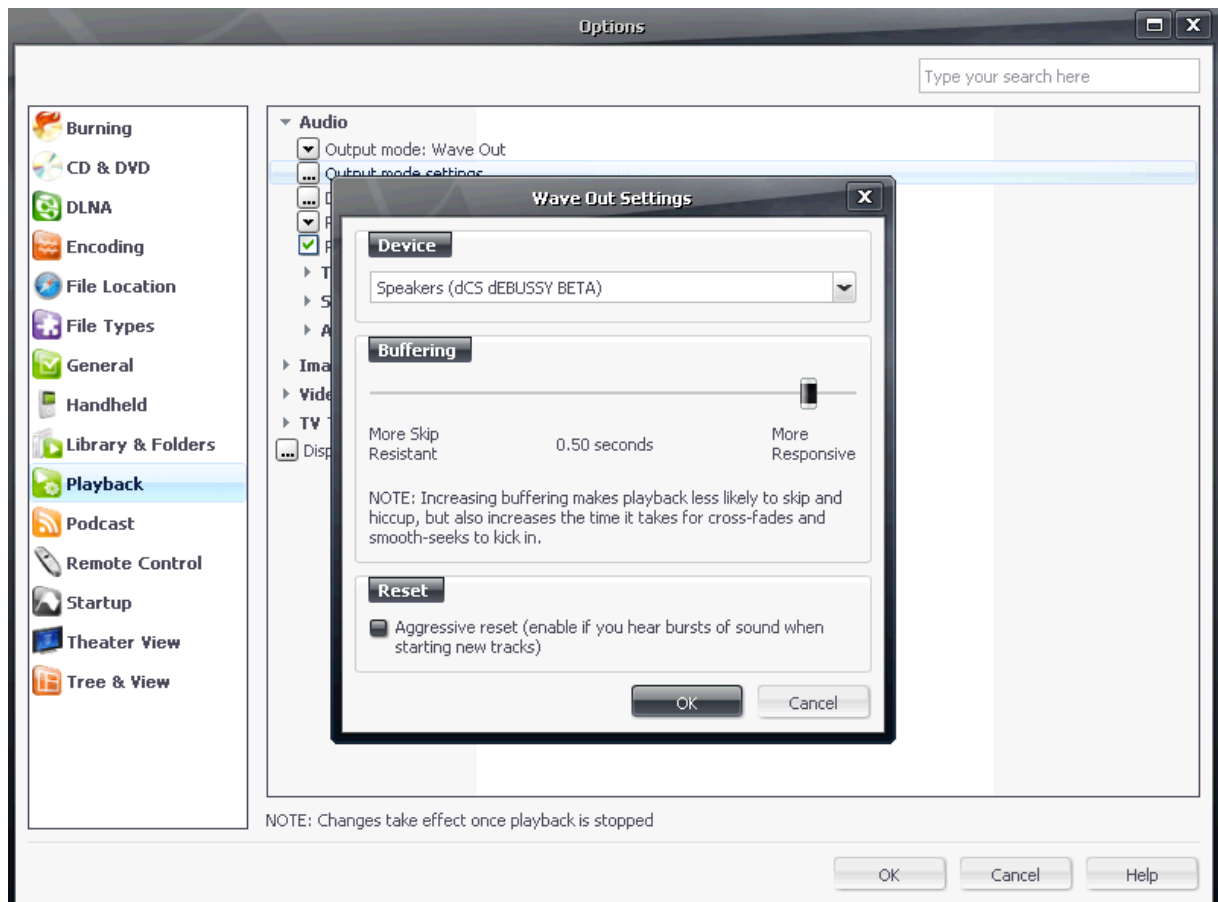 Options
Type your search here
Burning
CD & DVD
DLNA
Encoding
File Location
File Types
General
Handheld
Library & Folders
Playback
Podcast
Remote Control
Startup
Theater View
Tree & View
Audio
Output mode: Wave Out
Output mode settings
Wave Out Settings
Device
Speakers (dCS dEBUSSY BETA)
Buffering
More Skip
Resistant
0.50 seconds
More
Responsive
NOTE: Increasing buffering makes playback less likely to skip and
hiccup, but also increases the time it takes for cross-fades and
smooth-seeks to kick in.
Reset
Aggressive reset (enable if you hear bursts of sound when
starting new tracks)
OK
Cancel
NOTE: Changes take effect once playback is stopped
OK
Cancel
Help